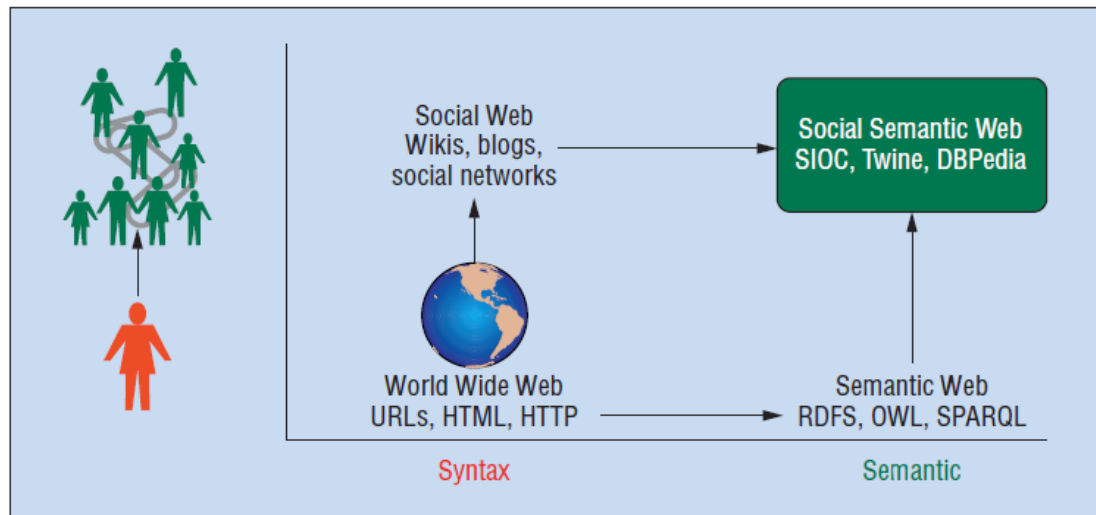 Social Web
Wikis, blogs,
social networks
Social Semantic Web
SIOC, Twine, DBPedia
World Wide Web
URLs, HTML, HTTP
Semantic Web
RDFS, OWL, SPARQL
Syntax
Semantic